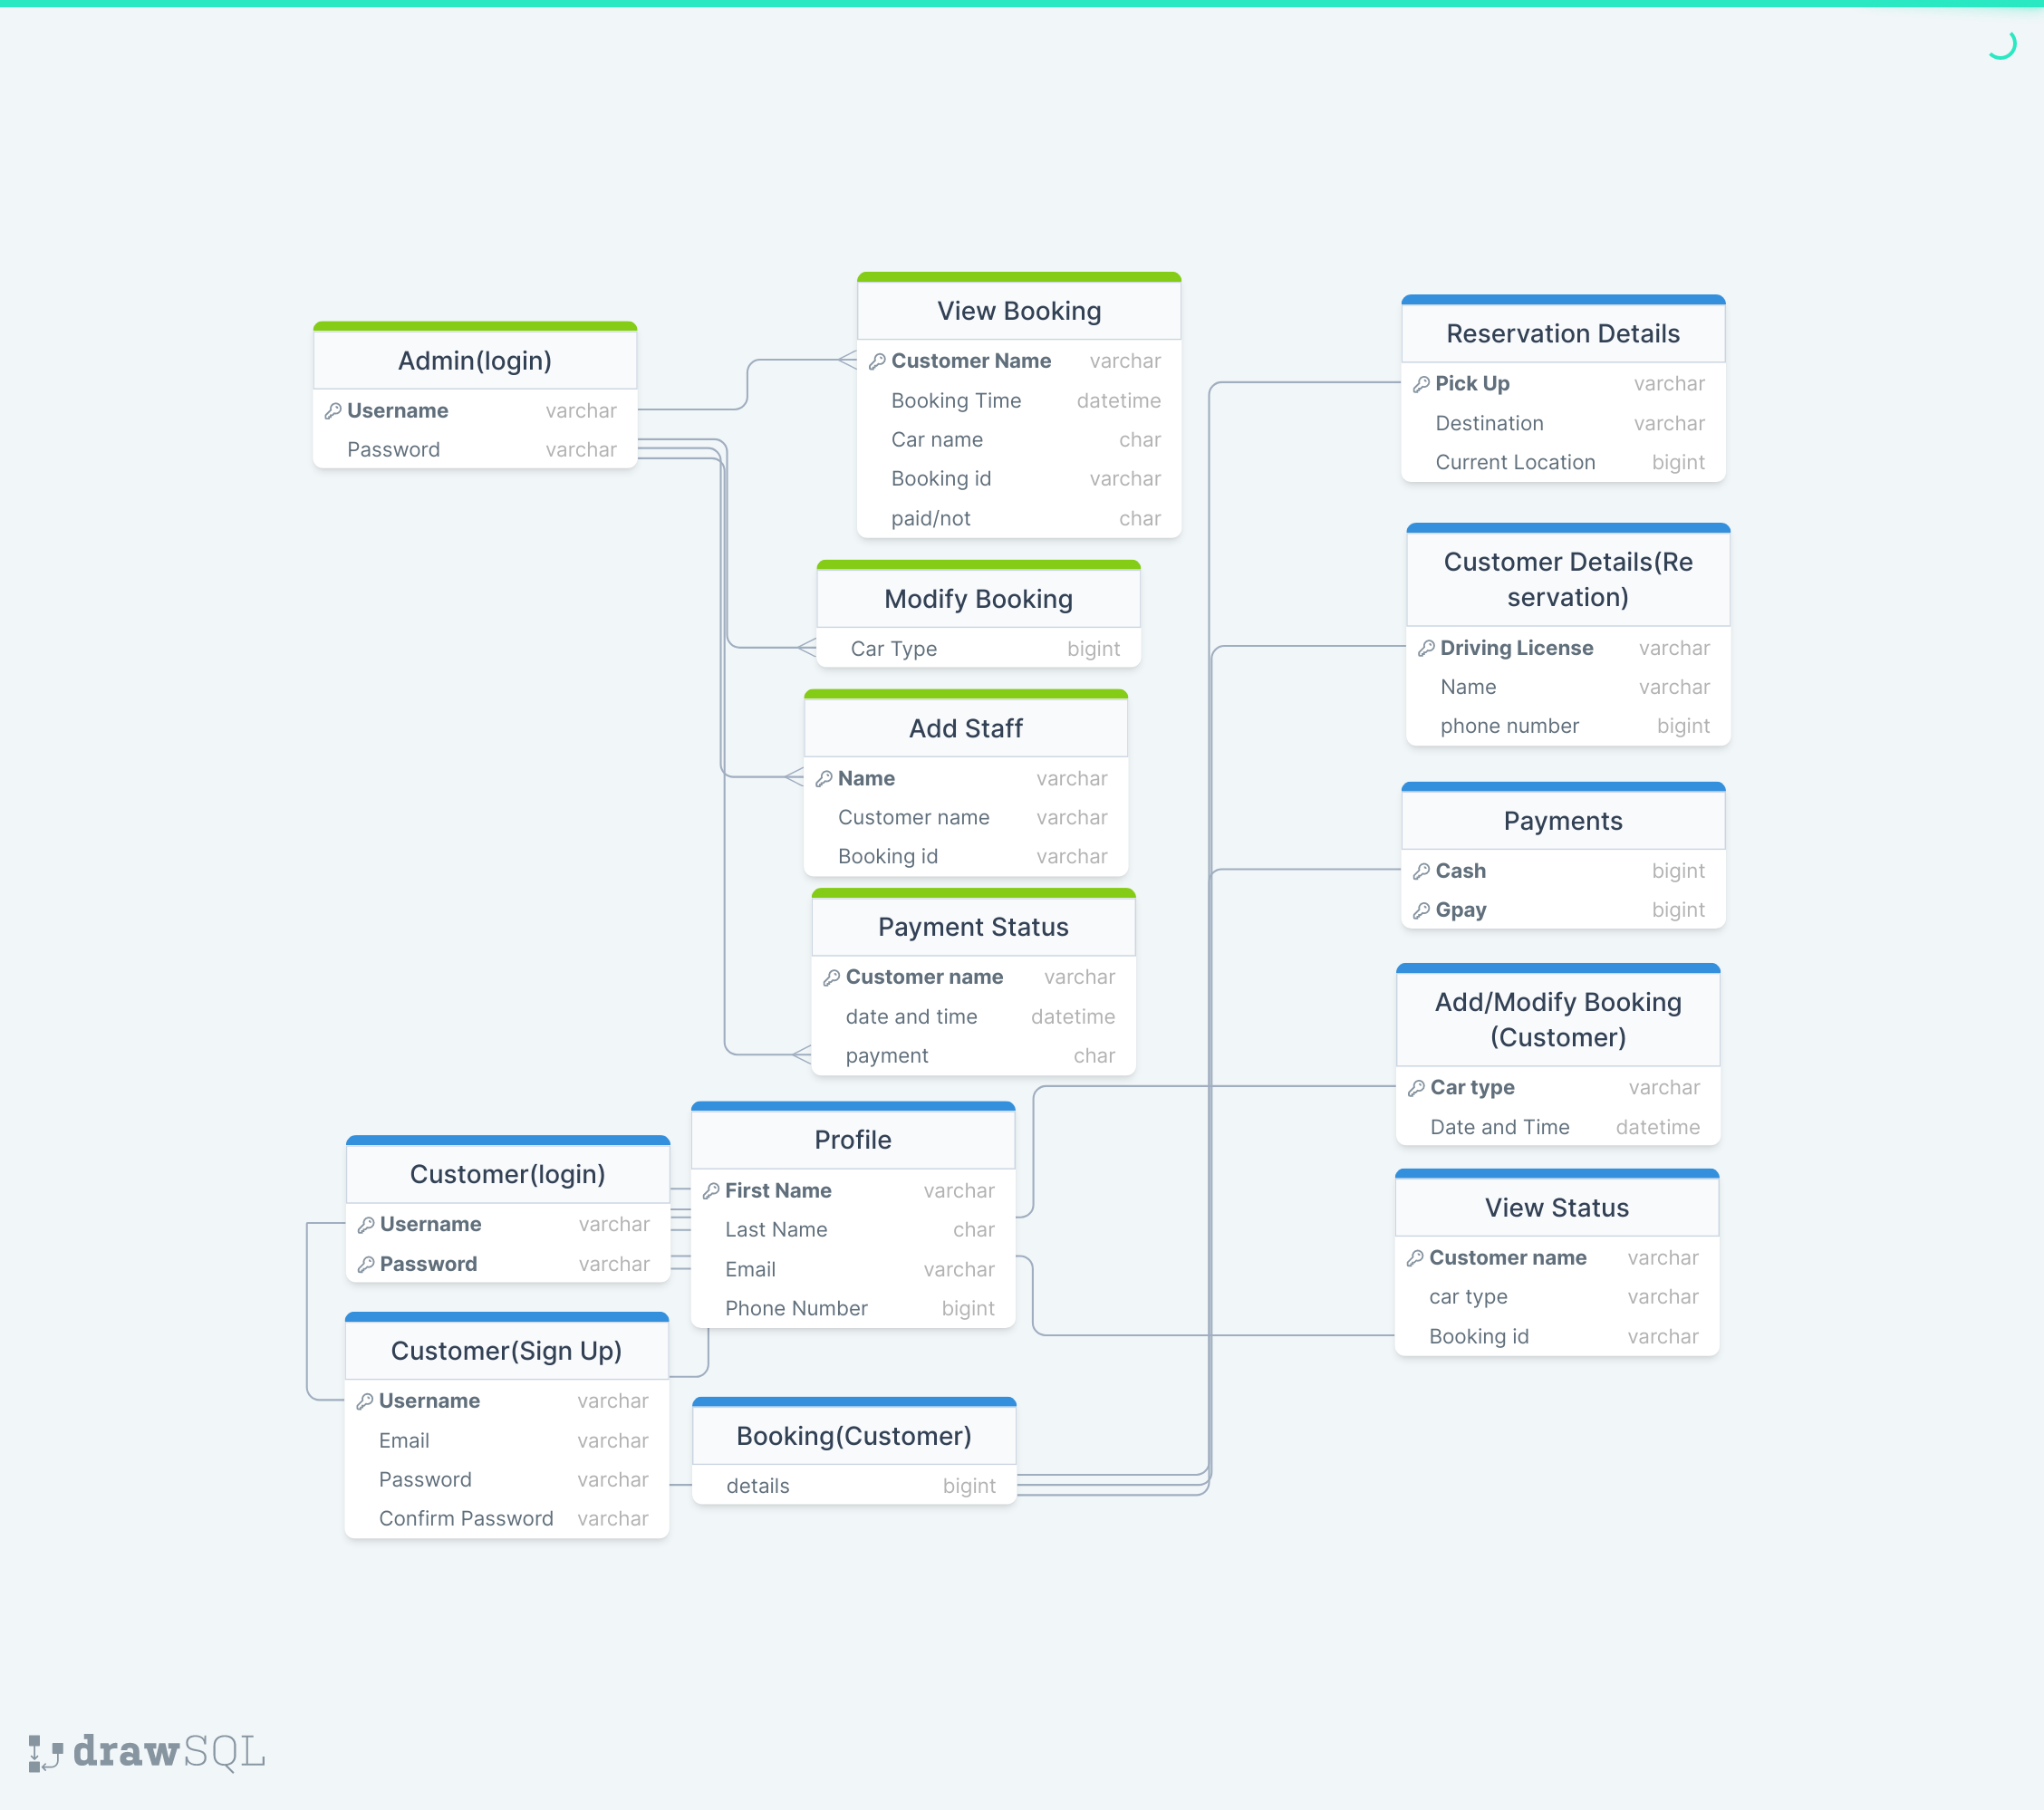 Admin(login)
Username varchar
Password varchar
View Booking
Customer Name varchar
Booking Time datetime
Car name char
Booking id varchar
paid/not char
Modify Booking
Car Type bigint
Add Staff
Name varchar
Customer name varchar
Booking id varchar
Payment Status
Customer name varchar
date and time datetime
payment char
Profile
First Name varchar
Last Name char
Email varchar
Phone Number bigint
Customer(login)
Username varchar
Password varchar
Customer(Sign Up)
Username varchar
Email varchar
Password varchar
Confirm Password varchar
Booking(Customer)
details bigint
Reservation Details
Pick Up varchar
Destination varchar
Current Location bigint
Customer Details(Re
servation)
Driving License varchar
Name varchar
phone number bigint
Payments
Cash bigint
Gpay bigint
Add/Modify Booking
(Customer)
Car type varchar
Date and Time datetime
View Status
Customer name varchar
car type varchar
Booking id varchar
drawSQL